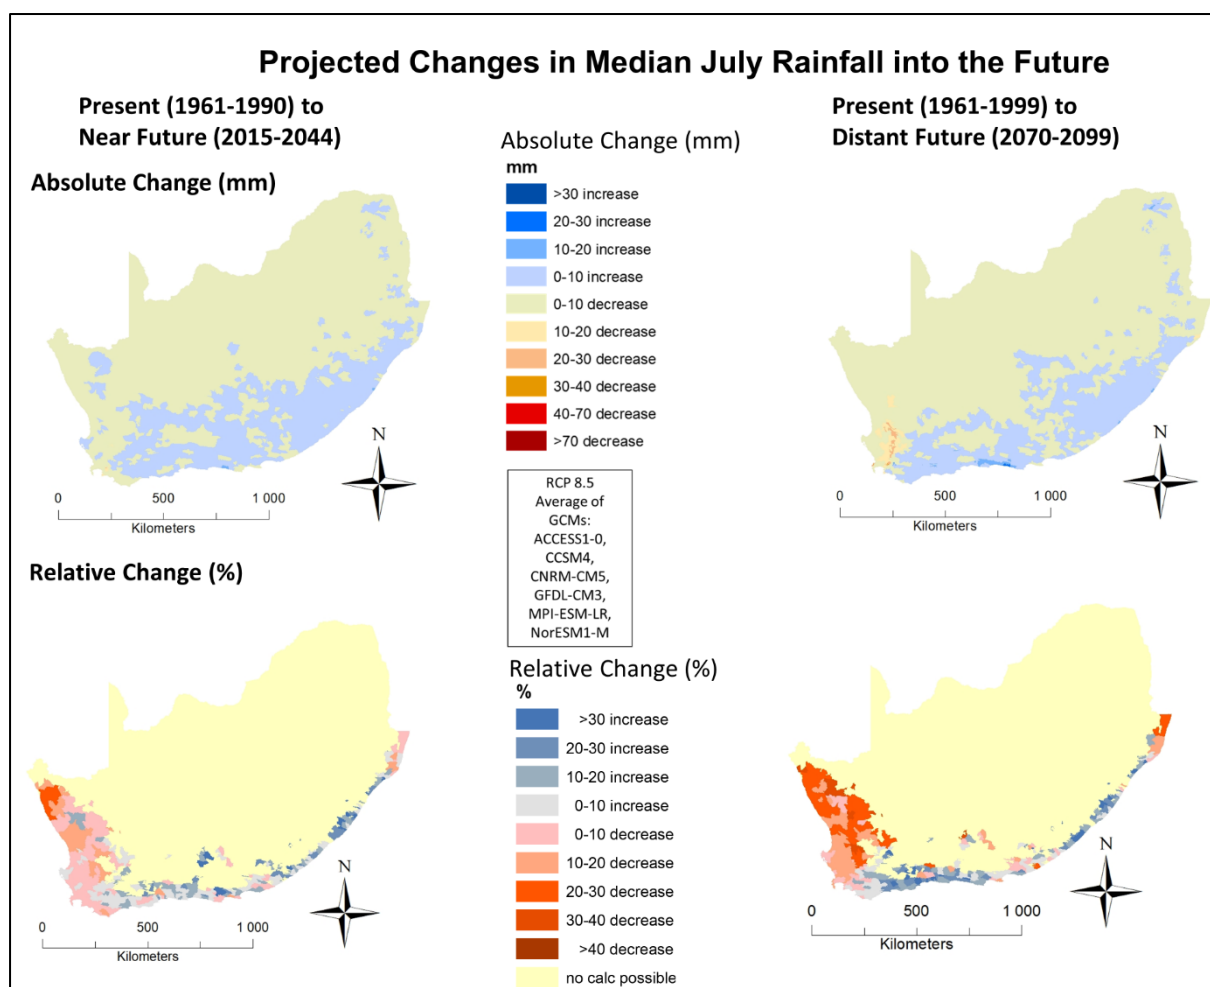 Projected Changes in Median July Rainfall into the Future
Present (1961-1990) to
Near Future (2015-2044)
Present (1961-1999) to
Distant Future (2070-2099)
Absolute Change (mm)
Absolute Change (mm)
mm
>30 increase
20-30 increase
10-20 increase
0-10 increase
0-10 decrease
10-20 decrease
20-30 decrease
30-40 decrease
40-70 decrease
>70 decrease
N
0 500 1 000
Kilometers
N
0 500 1 000
Kilometers
RCP 8.5
Average of
GCMs:
ACCESS1-0,
CCSM4,
CNRM-CM5,
GFDL-CM3,
MPI-ESM-LR,
NorESM1-M
Relative Change (%)
Relative Change (%)
%
>30 increase
20-30 increase
10-20 increase
0-10 increase
0-10 decrease
10-20 decrease
20-30 decrease
30-40 decrease
>40 decrease
no calc possible
N
0 500 1 000
Kilometers
N
0 500 1 000
Kilometers